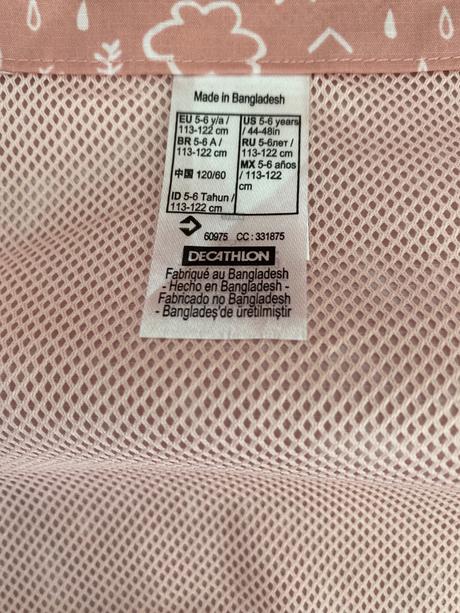 Made in Bangladesh
EU 5-6 y/a /
113-122 cm
BR 5-6 A /
113-122 cm
中国 120/60
ID 5-6 Tahun /
113-122 cm
US 5-6 years
/ 44-48in
RU 5-6лет /
113-122 cm
MX 5-6 años
/ 113-122
cm
60975 CC : 331875
DECATHLON
Fabriqué au Bangladesh
- Hecho en Bangladesh -
Fabricado no Bangladesh
- Bangladeş'de üretilmiştir